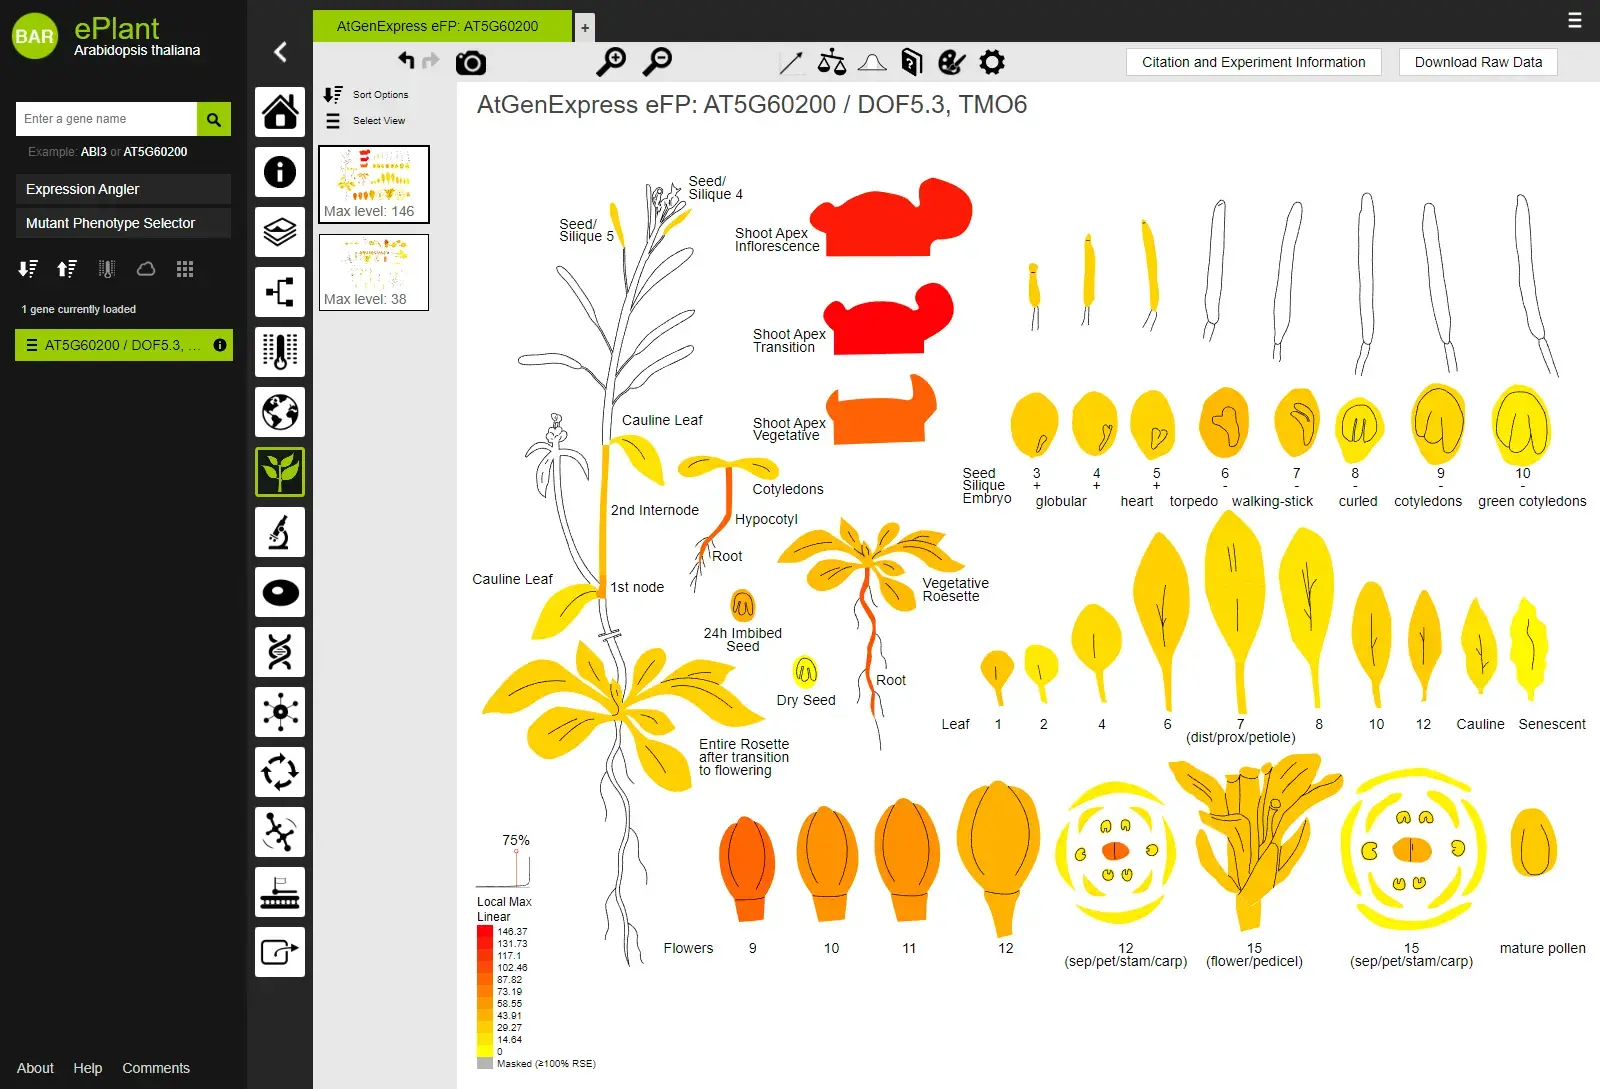 BAR
ePlant
Arabidopsis thaliana
Enter a gene name
Example: ABI3 or AT5G60200
Expression Angler
Mutant Phenotype Selector
1 gene currently loaded
AT5G60200 / DOF5.3, ...
About Help Comments
AtGenExpress eFP: AT5G60200
+
Citation and Experiment Information
Download Raw Data
Sort Options
Select View
Max level: 146
Max level: 38
AtGenExpress eFP: AT5G60200 / DOF5.3, TMO6
Seed/
Silique 4
Seed/
Silique 5
Shoot Apex
Inflorescence
Shoot Apex
Transition
Shoot Apex
Vegetative
Cauline Leaf
Cotyledons
2nd Internode
Hypocotyl
Root
Cauline Leaf
1st node
24h Imbibed
Seed
Dry Seed
Vegetative
Roesette
Root
Entire Rosette
after transition
to flowering
Seed 3 4 5 6 7 8 9 10
Silique + + + - - - - -
Embryo globular heart torpedo walking-stick curled cotyledons green cotyledons
Leaf 1 2 4 6 7 8 10 12 Cauline Senescent
(dist/prox/petiole)
Flowers 9 10 11 12 12 15 15 mature pollen
(sep/pet/stam/carp) (flower/pedicel) (sep/pet/stam/carp)
75%
Local Max
Linear
146.37
131.73
117.1
102.46
87.82
73.19
58.55
43.91
29.27
14.64
0
Masked (≥100% RSE)